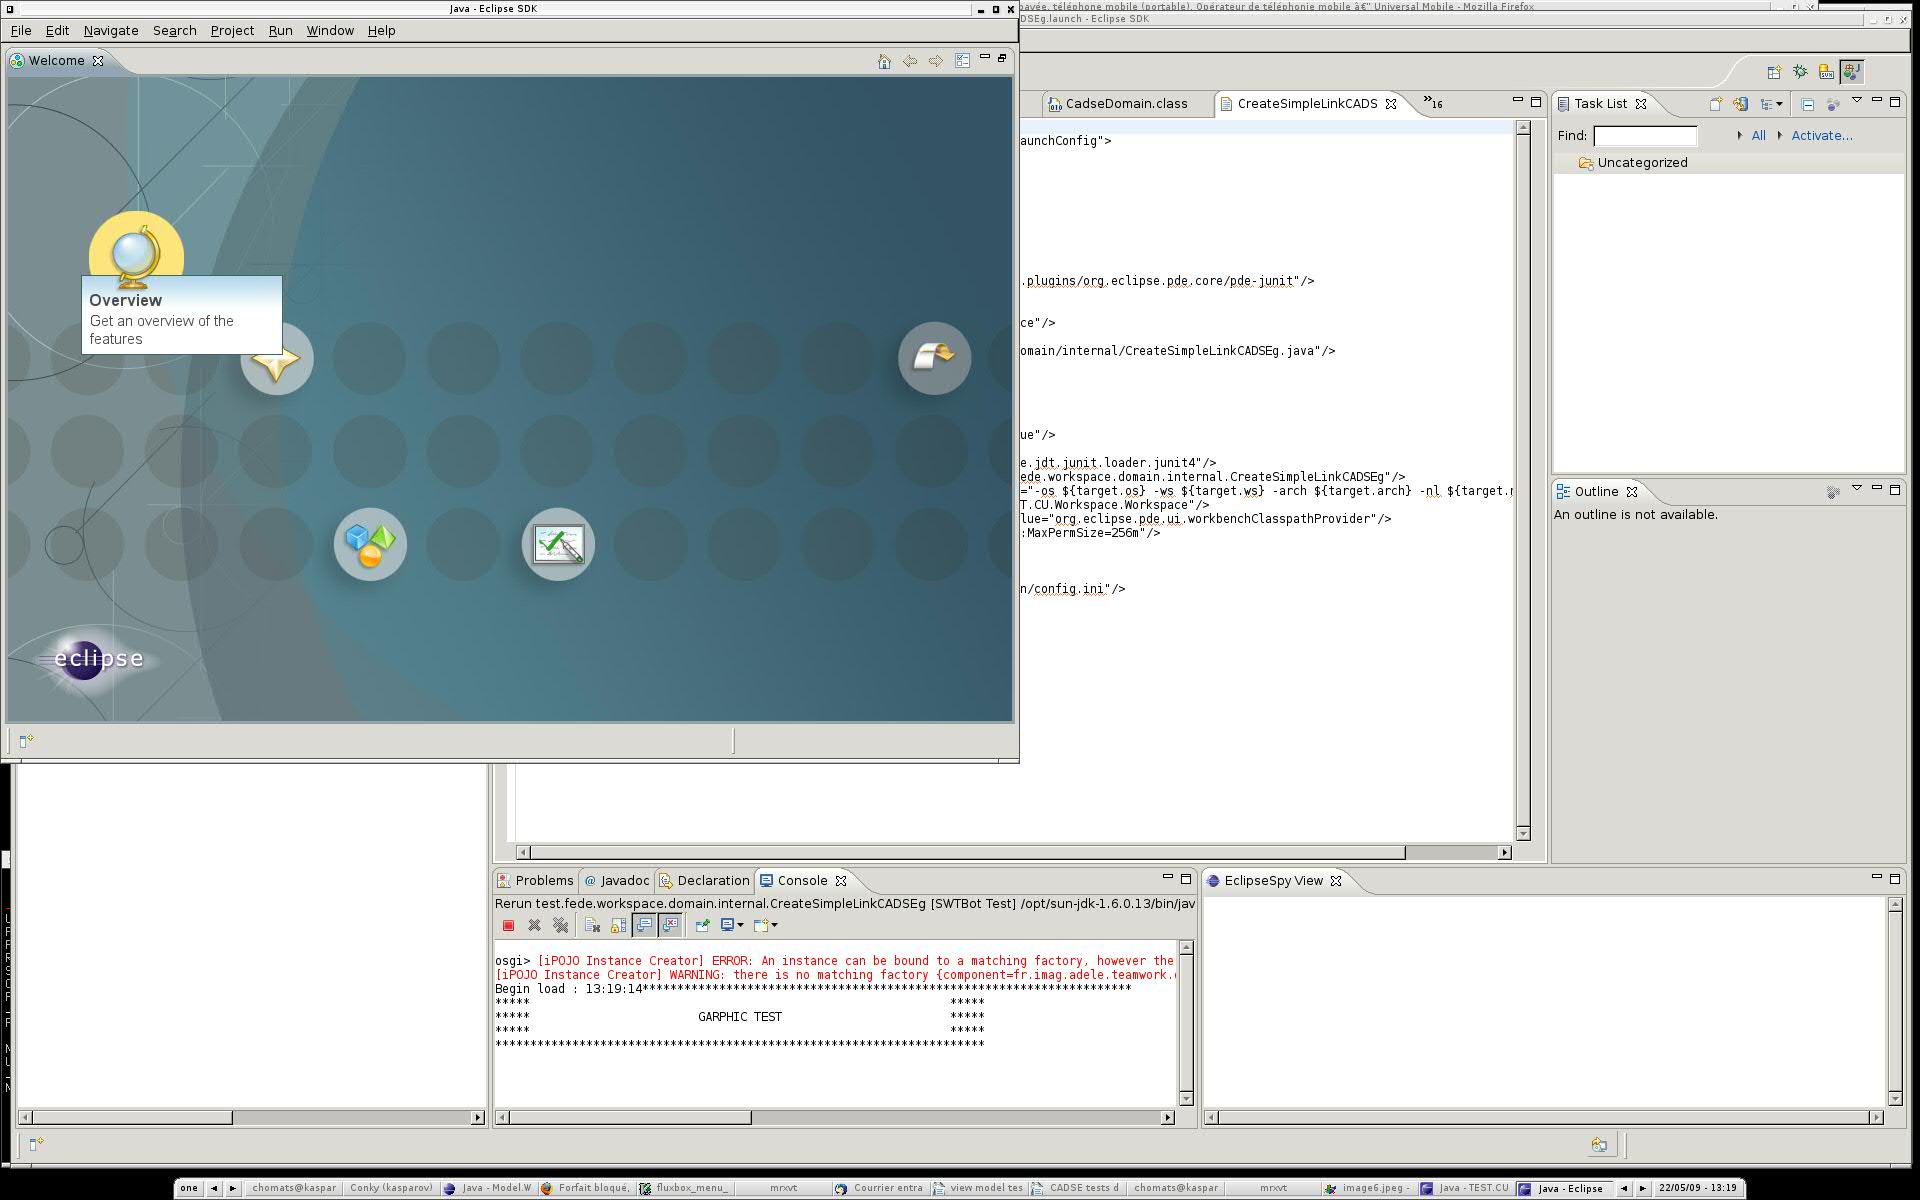 Java - Eclipse SDK
bavée, téléphone mobile (portable), Opérateur de téléphonie mobile â€" Universal Mobile - Mozilla Firefox
DSEg.launch - Eclipse SDK
File Edit Navigate Search Project Run Window Help
Welcome
CadseDomain.class
CreateSimpleLinkCADS
»16
Task List
Find:
All
Activate...
Uncategorized
aunchConfig">
Overview
Get an overview of the
features
.plugins/org.eclipse.pde.core/pde-junit"/>
ce"/>
omain/internal/CreateSimpleLinkCADSEg.java"/>
ue"/>
e.jdt.junit.loader.junit4"/>
ede.workspace.domain.internal.CreateSimpleLinkCADSEg"/>
="-os ${target.os} -ws ${target.ws} -arch ${target.arch} -nl ${target.
T.CU.Workspace.Workspace"/>
lue="org.eclipse.pde.ui.workbenchClasspathProvider"/>
:MaxPermSize=256m"/>
n/config.ini"/>
Outline
An outline is not available.
eclipse
Problems
@ Javadoc
Declaration
Console
EclipseSpy View
Rerun test.fede.workspace.domain.internal.CreateSimpleLinkCADSEg [SWTBot Test] /opt/sun-jdk-1.6.0.13/bin/jav
osgi> [iPOJO Instance Creator] ERROR: An instance can be bound to a matching factory, however the
[iPOJO Instance Creator] WARNING: there is no matching factory {component=fr.imag.adele.teamwork.
Begin load : 13:19:14**********************************************************************
***** *****
***** GARPHIC TEST *****
***** *****
**********************************************************************
one
chomats@kaspar
Conky (kasparov)
Java - Model.W
Forfait bloqué,
fluxbox_menu_
mrxvt
Courrier entra
view model tes
CADSE tests d
chomats@kaspar
mrxvt
image6.jpeg -
Java - TEST.CU
Java - Eclipse
22/05/09 - 13:19